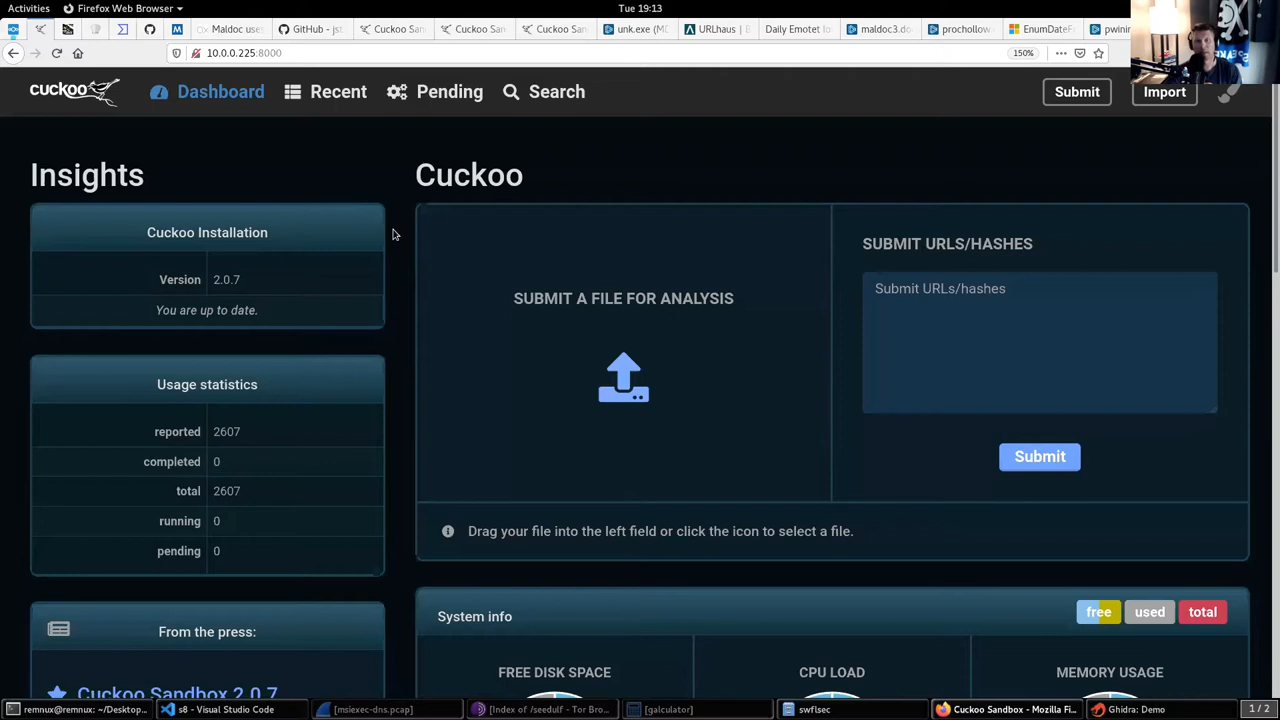 Activities
Firefox Web Browser
Tue 19:13
Maldoc use
GitHub - jst
Cuckoo San
Cuckoo San
Cuckoo San
unk.exe (M
URLhaus | B
Daily Emotet lo
maldoc3.do
prochollow
EnumDateF
pwinin
10.0.0.225:8000
150%
cuckoo
Dashboard
Recent
Pending
Search
Submit
Import
Insights
Cuckoo Installation
Version 2.0.7
You are up to date.
Usage statistics
reported 2607
completed 0
total 2607
running 0
pending 0
From the press:
Cuckoo Sandbox 2.0.7
Cuckoo
SUBMIT A FILE FOR ANALYSIS
SUBMIT URLS/HASHES
Submit URLs/hashes
Submit
Drag your file into the left field or click the icon to select a file.
System info
free
used
total
FREE DISK SPACE
CPU LOAD
MEMORY USAGE
remnux@remnux: ~/Desktop...
s8 - Visual Studio Code
[msiexec-dns.pcap]
[Index of /seedulf - Tor Bro...
[galculator]
swflsec
Cuckoo Sandbox - Mozilla Fi...
Ghidra: Demo
1 / 2